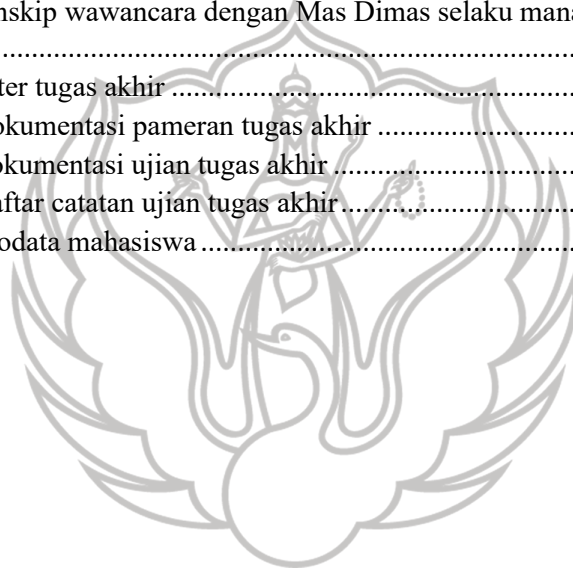 nskip wawancara dengan Mas Dimas selaku mana
..............................................................................
ter tugas akhir ......................................................
okumentasi pameran tugas akhir ..........................
okumentasi ujian tugas akhir ................................
aftar catatan ujian tugas akhir...............................
odata mahasiswa ..................................................